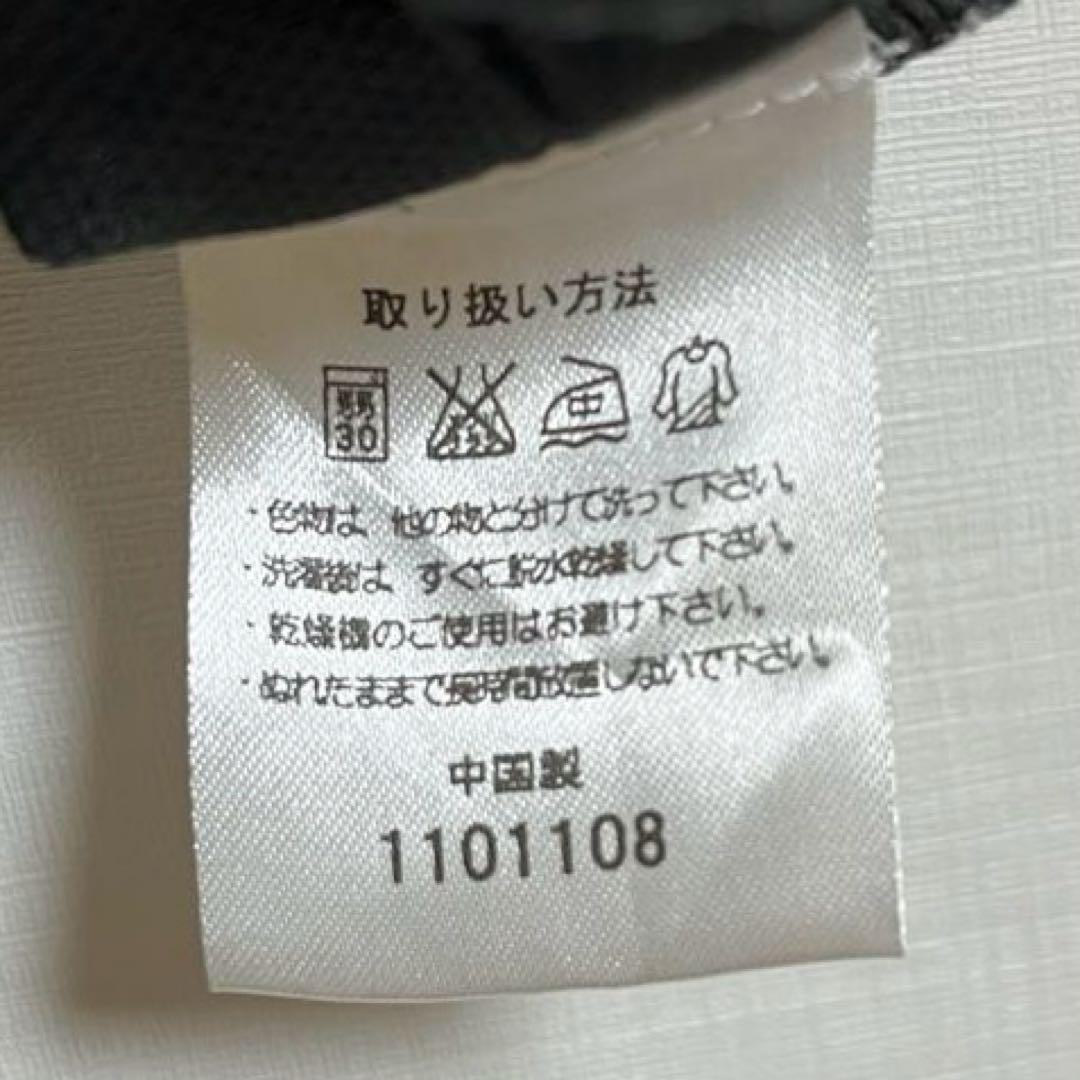 取り扱い方法
30
中
・色物は、他の物と分けて洗って下さい。
・洗濯後は、すぐに脱水乾燥して下さい。
・乾燥機のご使用はお避け下さい。
・ぬれたままで長時間放置しないで下さい。
中国製
1101108